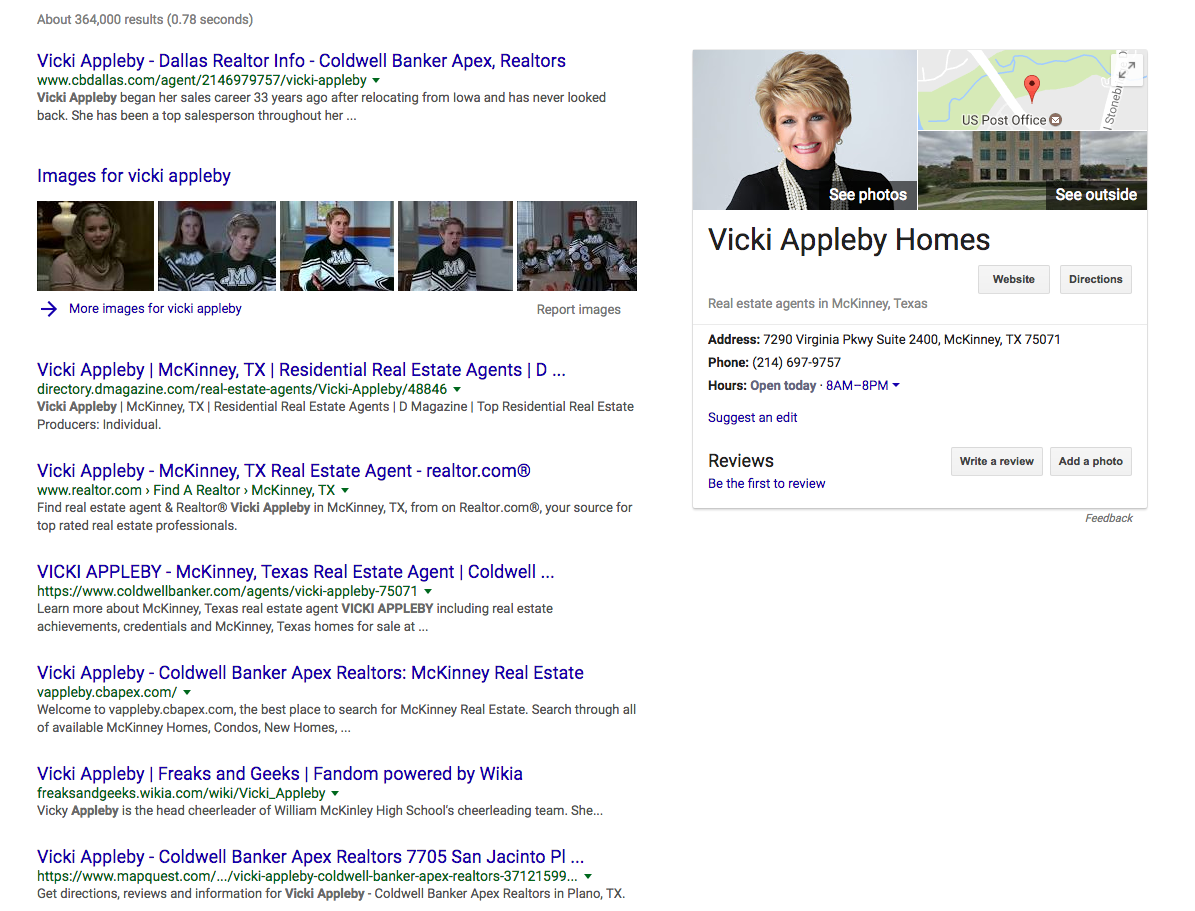 About 364,000 results (0.78 seconds)
Vicki Appleby - Dallas Realtor Info - Coldwell Banker Apex, Realtors
www.cbdallas.com/agent/2146979757/vicki-appleby
Vicki Appleby began her sales career 33 years ago after relocating from Iowa and has never looked
back. She has been a top salesperson throughout her ...
Images for vicki appleby
M
M
M
M
More images for vicki appleby
Report images
Vicki Appleby | McKinney, TX | Residential Real Estate Agents | D ...
directory.dmagazine.com/real-estate-agents/Vicki-Appleby/48846
Vicki Appleby | McKinney, TX | Residential Real Estate Agents | D Magazine | Top Residential Real Estate
Producers: Individual.
Vicki Appleby - McKinney, TX Real Estate Agent - realtor.com®
www.realtor.com › Find A Realtor › McKinney, TX
Find real estate agent & Realtor® Vicki Appleby in McKinney, TX, from on Realtor.com®, your source for
top rated real estate professionals.
VICKI APPLEBY - McKinney, Texas Real Estate Agent | Coldwell ...
https://www.coldwellbanker.com/agents/vicki-appleby-75071
Learn more about McKinney, Texas real estate agent VICKI APPLEBY including real estate
achievements, credentials and McKinney, Texas homes for sale at ...
Vicki Appleby - Coldwell Banker Apex Realtors: McKinney Real Estate
vappleby.cbapex.com/
Welcome to vappleby.cbapex.com, the best place to search for McKinney Real Estate. Search through all
of available McKinney Homes, Condos, New Homes, ...
Vicki Appleby | Freaks and Geeks | Fandom powered by Wikia
freaksandgeeks.wikia.com/wiki/Vicki_Appleby
Vicky Appleby is the head cheerleader of William McKinley High School's cheerleading team. She...
Vicki Appleby - Coldwell Banker Apex Realtors 7705 San Jacinto Pl ...
https://www.mapquest.com/.../vicki-appleby-coldwell-banker-apex-realtors-37121599...
Get directions, reviews and information for Vicki Appleby - Coldwell Banker Apex Realtors in Plano, TX.
US Post Office
See photos
See outside
Vicki Appleby Homes
Website
Directions
Real estate agents in McKinney, Texas
Address: 7290 Virginia Pkwy Suite 2400, McKinney, TX 75071
Phone: (214) 697-9757
Hours: Open today · 8AM–8PM
Suggest an edit
Reviews
Write a review
Add a photo
Be the first to review
Feedback